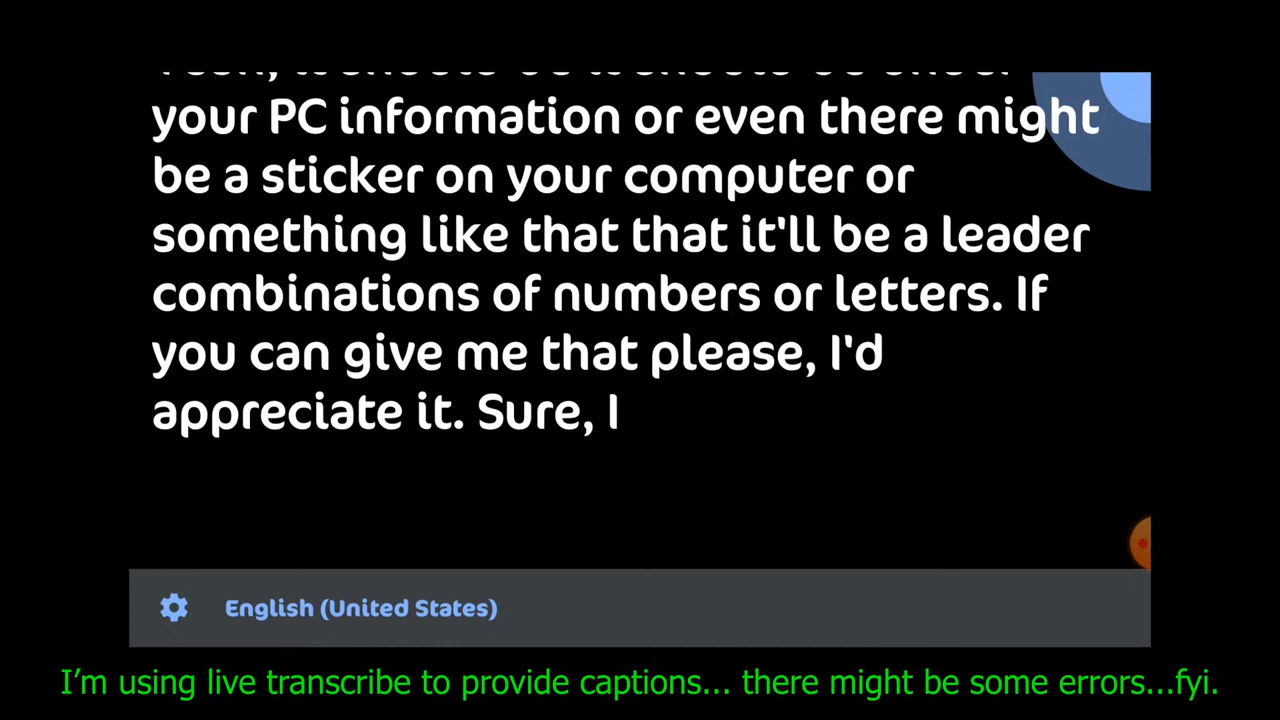 your PC information or even there might
be a sticker on your computer or
something like that that it'll be a leader
combinations of numbers or letters. If
you can give me that please, I'd
appreciate it. Sure, I
English (United States)
I'm using live transcribe to provide captions... there might be some errors...fyi.